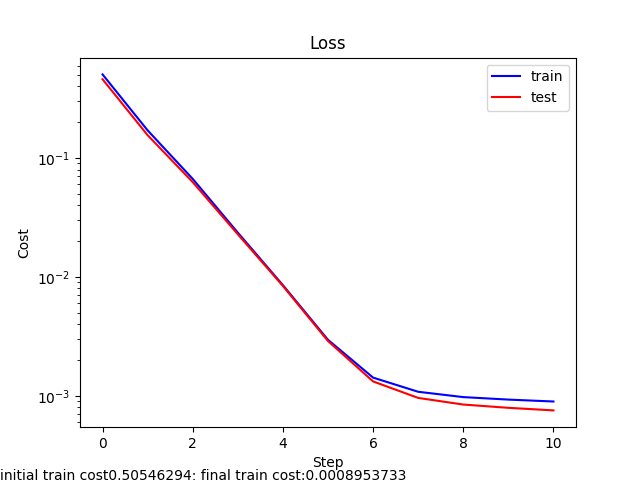 Loss
train
test
10⁻¹
10⁻²
10⁻³
Cost
0 2 4 6 8 10
Step
initial train cost0.50546294; final train cost:0.0008953733